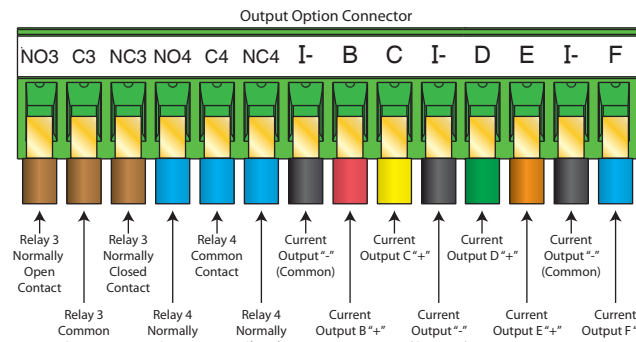 Output Option Connector
NO3 C3 NC3 NO4 C4 NC4 I- B C I- D E I- F
Relay 3
Normally
Open
Contact
Relay 3
Normally
Closed
Contact
Relay 4
Common
Contact
Current
Output "-"
(Common)
Current
Output C "+"
Current
Output D "+"
Current
Output "-"
(Common)
Relay 3
Common
Relay 4
Normally
Relay 4
Normally
Current
Output B "+"
Current
Output "-"
Current
Output E "+"
Current
Output F "